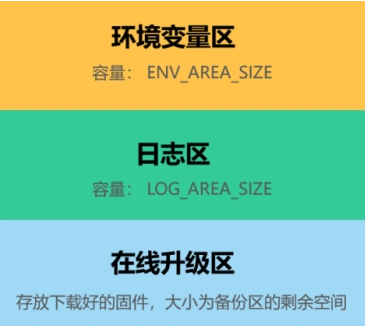 环境变量区
容量： ENV_AREA_SIZE
日志区
容量： LOG_AREA_SIZE
在线升级区
存放下载好的固件，大小为备份区的剩余空间